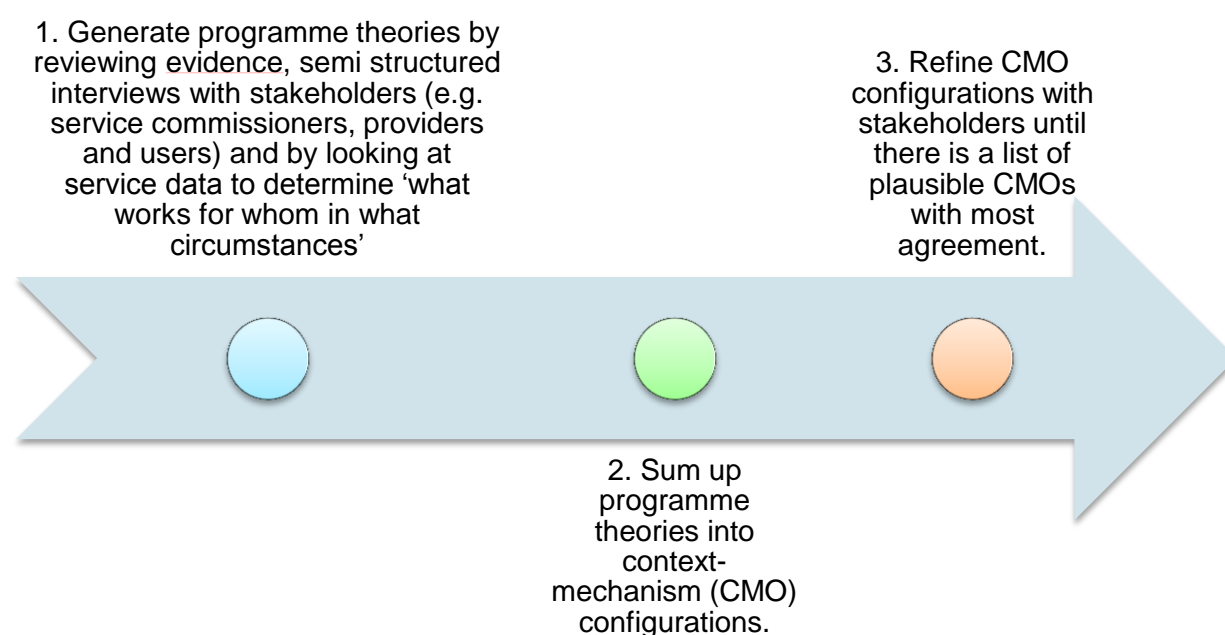 1. Generate programme theories by
reviewing evidence, semi structured
interviews with stakeholders (e.g.
service commissioners, providers
and users) and by looking at
service data to determine ‘what
works for whom in what
circumstances’
2. Sum up
programme
theories into
context-
mechanism (CMO)
configurations.
3. Refine CMO
configurations with
stakeholders until
there is a list of
plausible CMOs
with most
agreement.